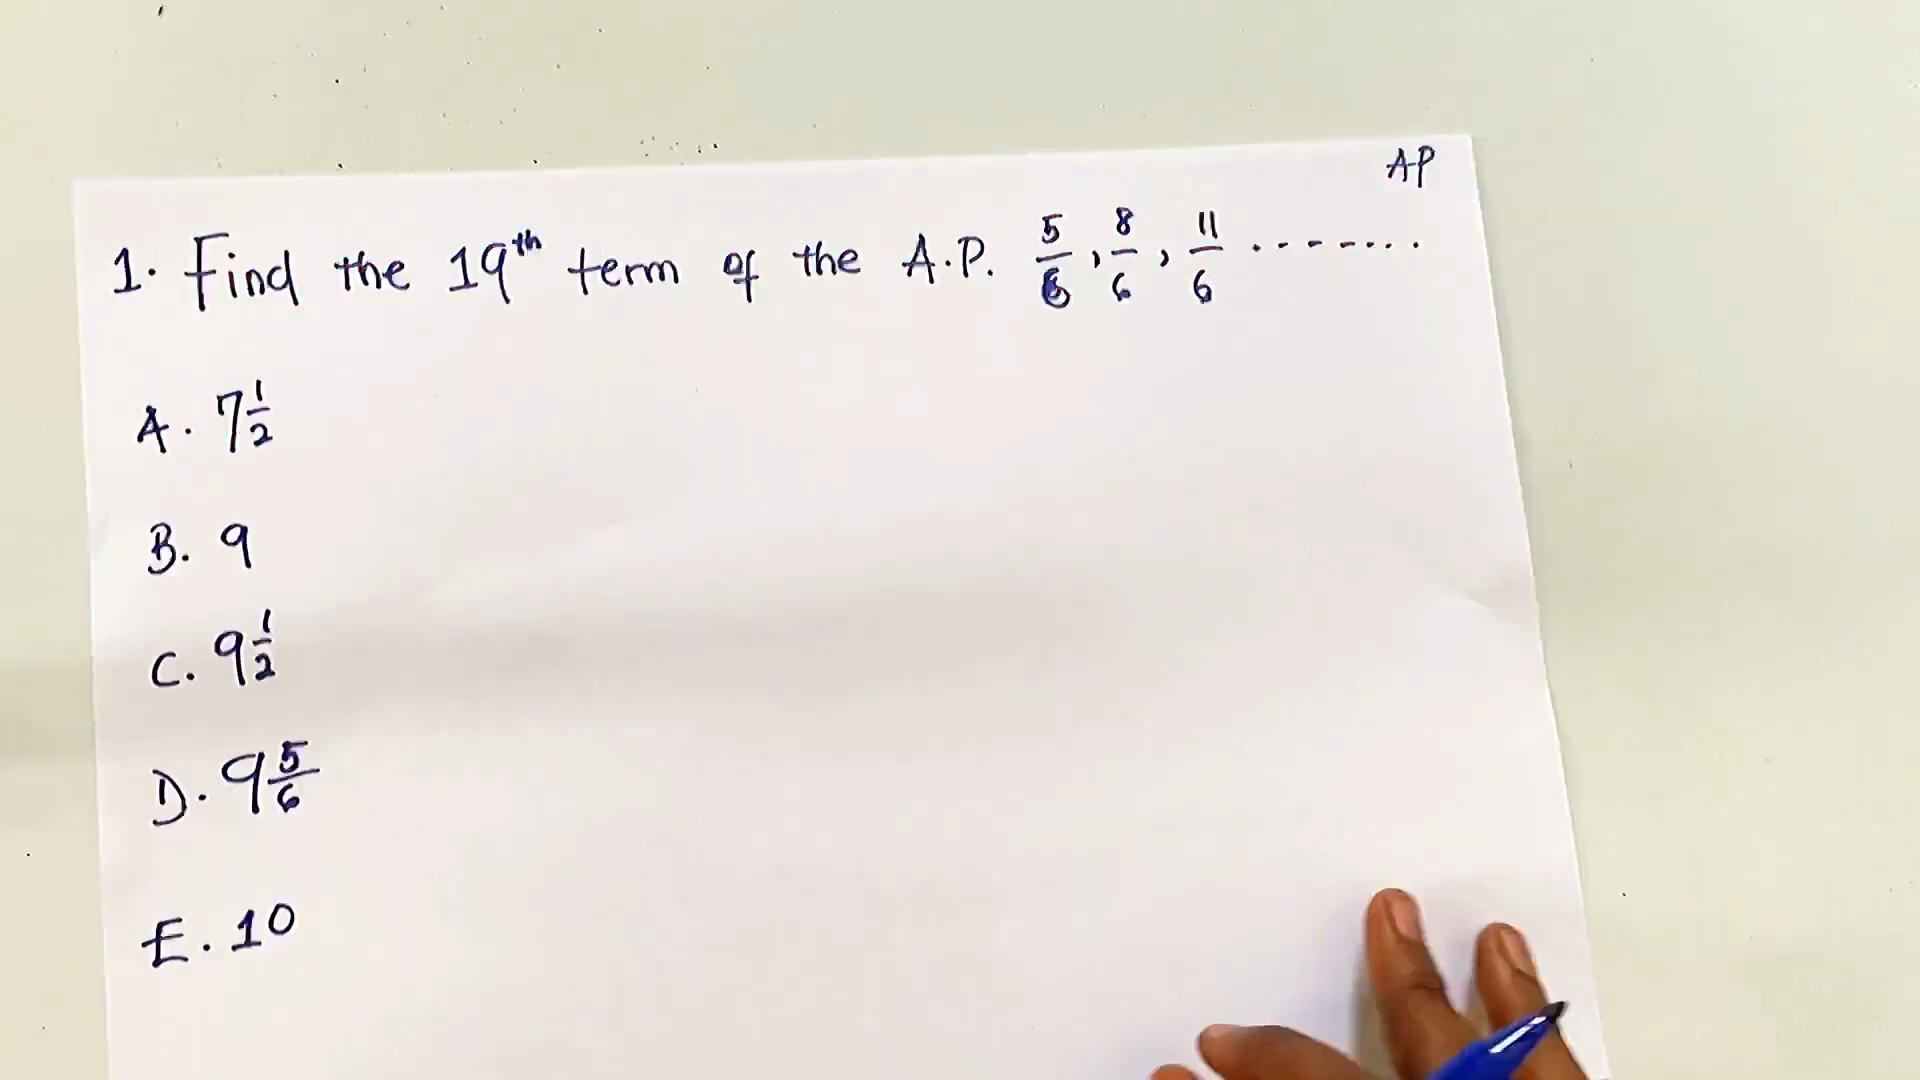 AP
1. Find the 19th term of the A.P. 5/6, 8/6, 11/6 ........
A. 7 1/2
B. 9
C. 9 1/2
D. 9 5/6
E. 10